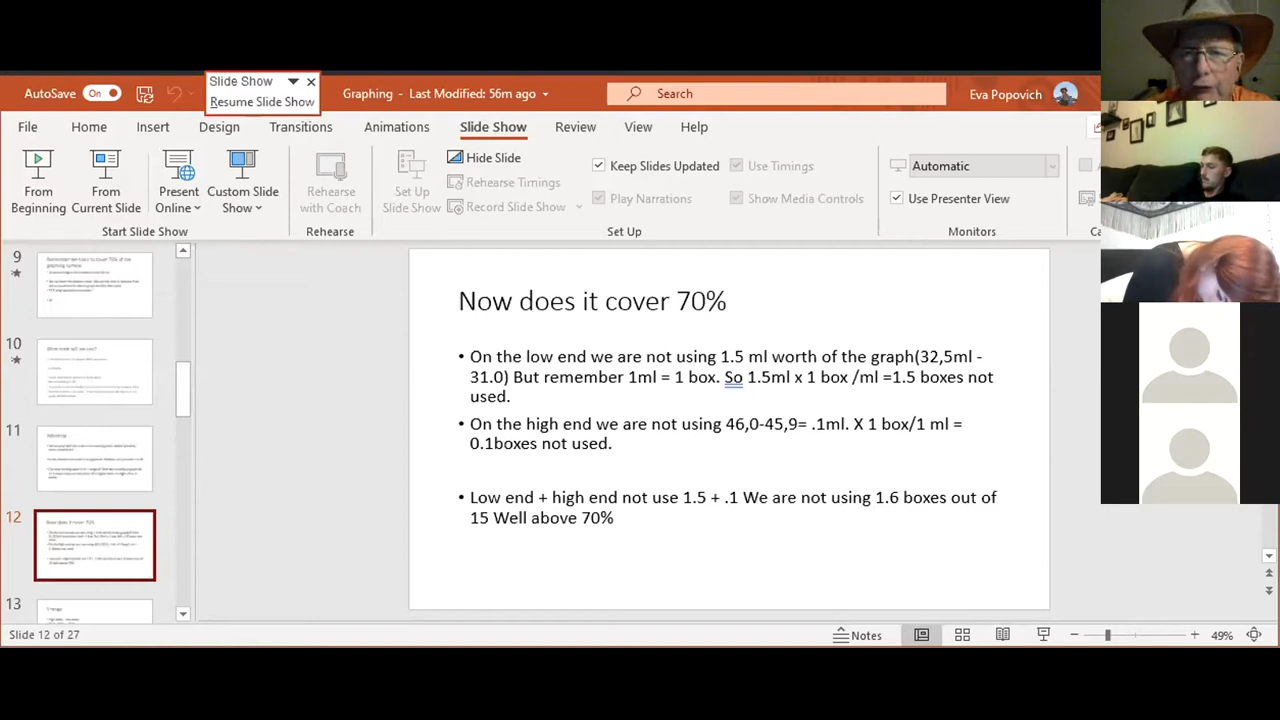 AutoSave On
Slide Show
Resume Slide Show
Graphing - Last Modified: 56m ago
Search
Eva Popovich
File Home Insert Design Transitions Animations Slide Show Review View Help
From Beginning
From Current Slide
Present Online
Custom Slide Show
Start Slide Show
Rehearse with Coach
Rehearse
Set Up Slide Show
Hide Slide
Rehearse Timings
Record Slide Show
Keep Slides Updated
Play Narrations
Use Timings
Show Media Controls
Set Up
Automatic
Use Presenter View
Monitors
9
10
11
12
13
Now does it cover 70%
• On the low end we are not using 1.5 ml worth of the graph(32,5ml -
31.0) But remember 1ml = 1 box. So 1.5ml x 1 box /ml =1.5 boxes not
used.
• On the high end we are not using 46,0-45,9= .1ml. X 1 box/1 ml =
0.1boxes not used.
• Low end + high end not use 1.5 + .1 We are not using 1.6 boxes out of
15 Well above 70%
Slide 12 of 27
Notes
49%